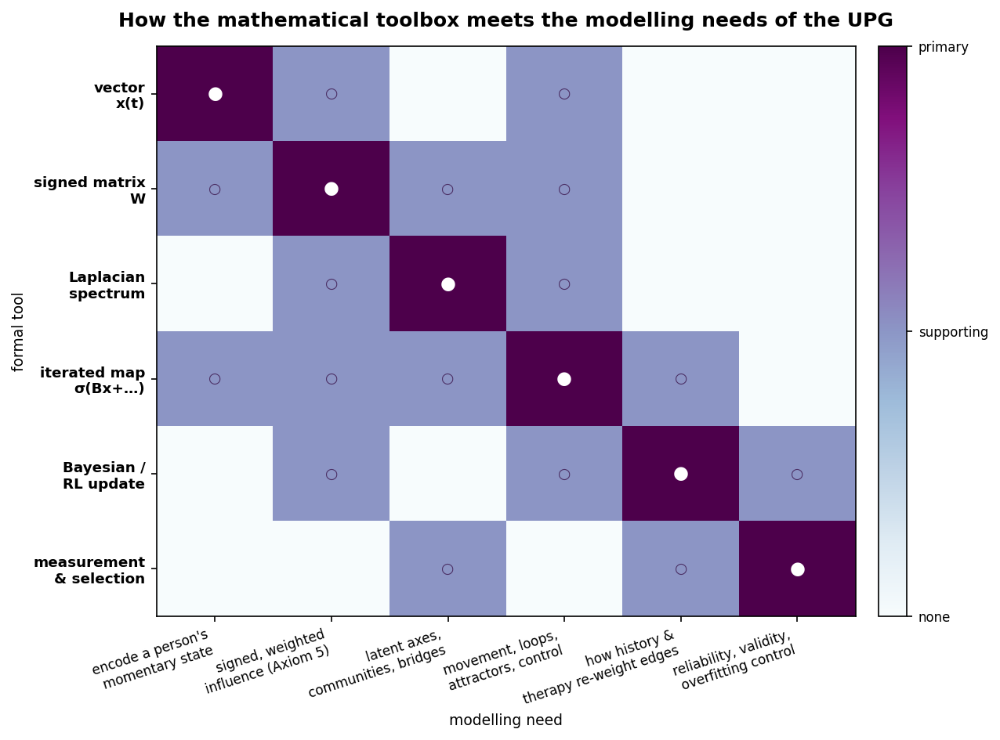 How the mathematical toolbox meets the modelling needs of the UPG
primary
supporting
none
formal tool
vector
x(t)
signed matrix
W
Laplacian
spectrum
iterated map
σ(Bx+...)
Bayesian /
RL update
measurement
& selection
encode a person's
momentary state
signed, weighted
influence (Axiom 5)
latent axes,
communities, bridges
movement, loops,
attractors, control
how history &
therapy re-weight edges
reliability, validity,
overfitting control
modelling need